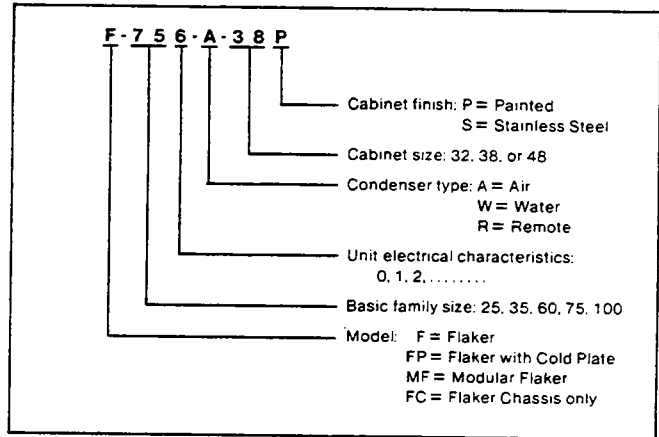 F-756-A-38P
Cabinet finish: P = Painted
S = Stainless Steel
Cabinet size: 32, 38, or 48
Condenser type: A = Air
W = Water
R = Remote
Unit electrical characteristics:
0, 1, 2, ........
Basic family size: 25, 35, 60, 75, 100
Model: F = Flaker
FP = Flaker with Cold Plate
MF = Modular Flaker
FC = Flaker Chassis only